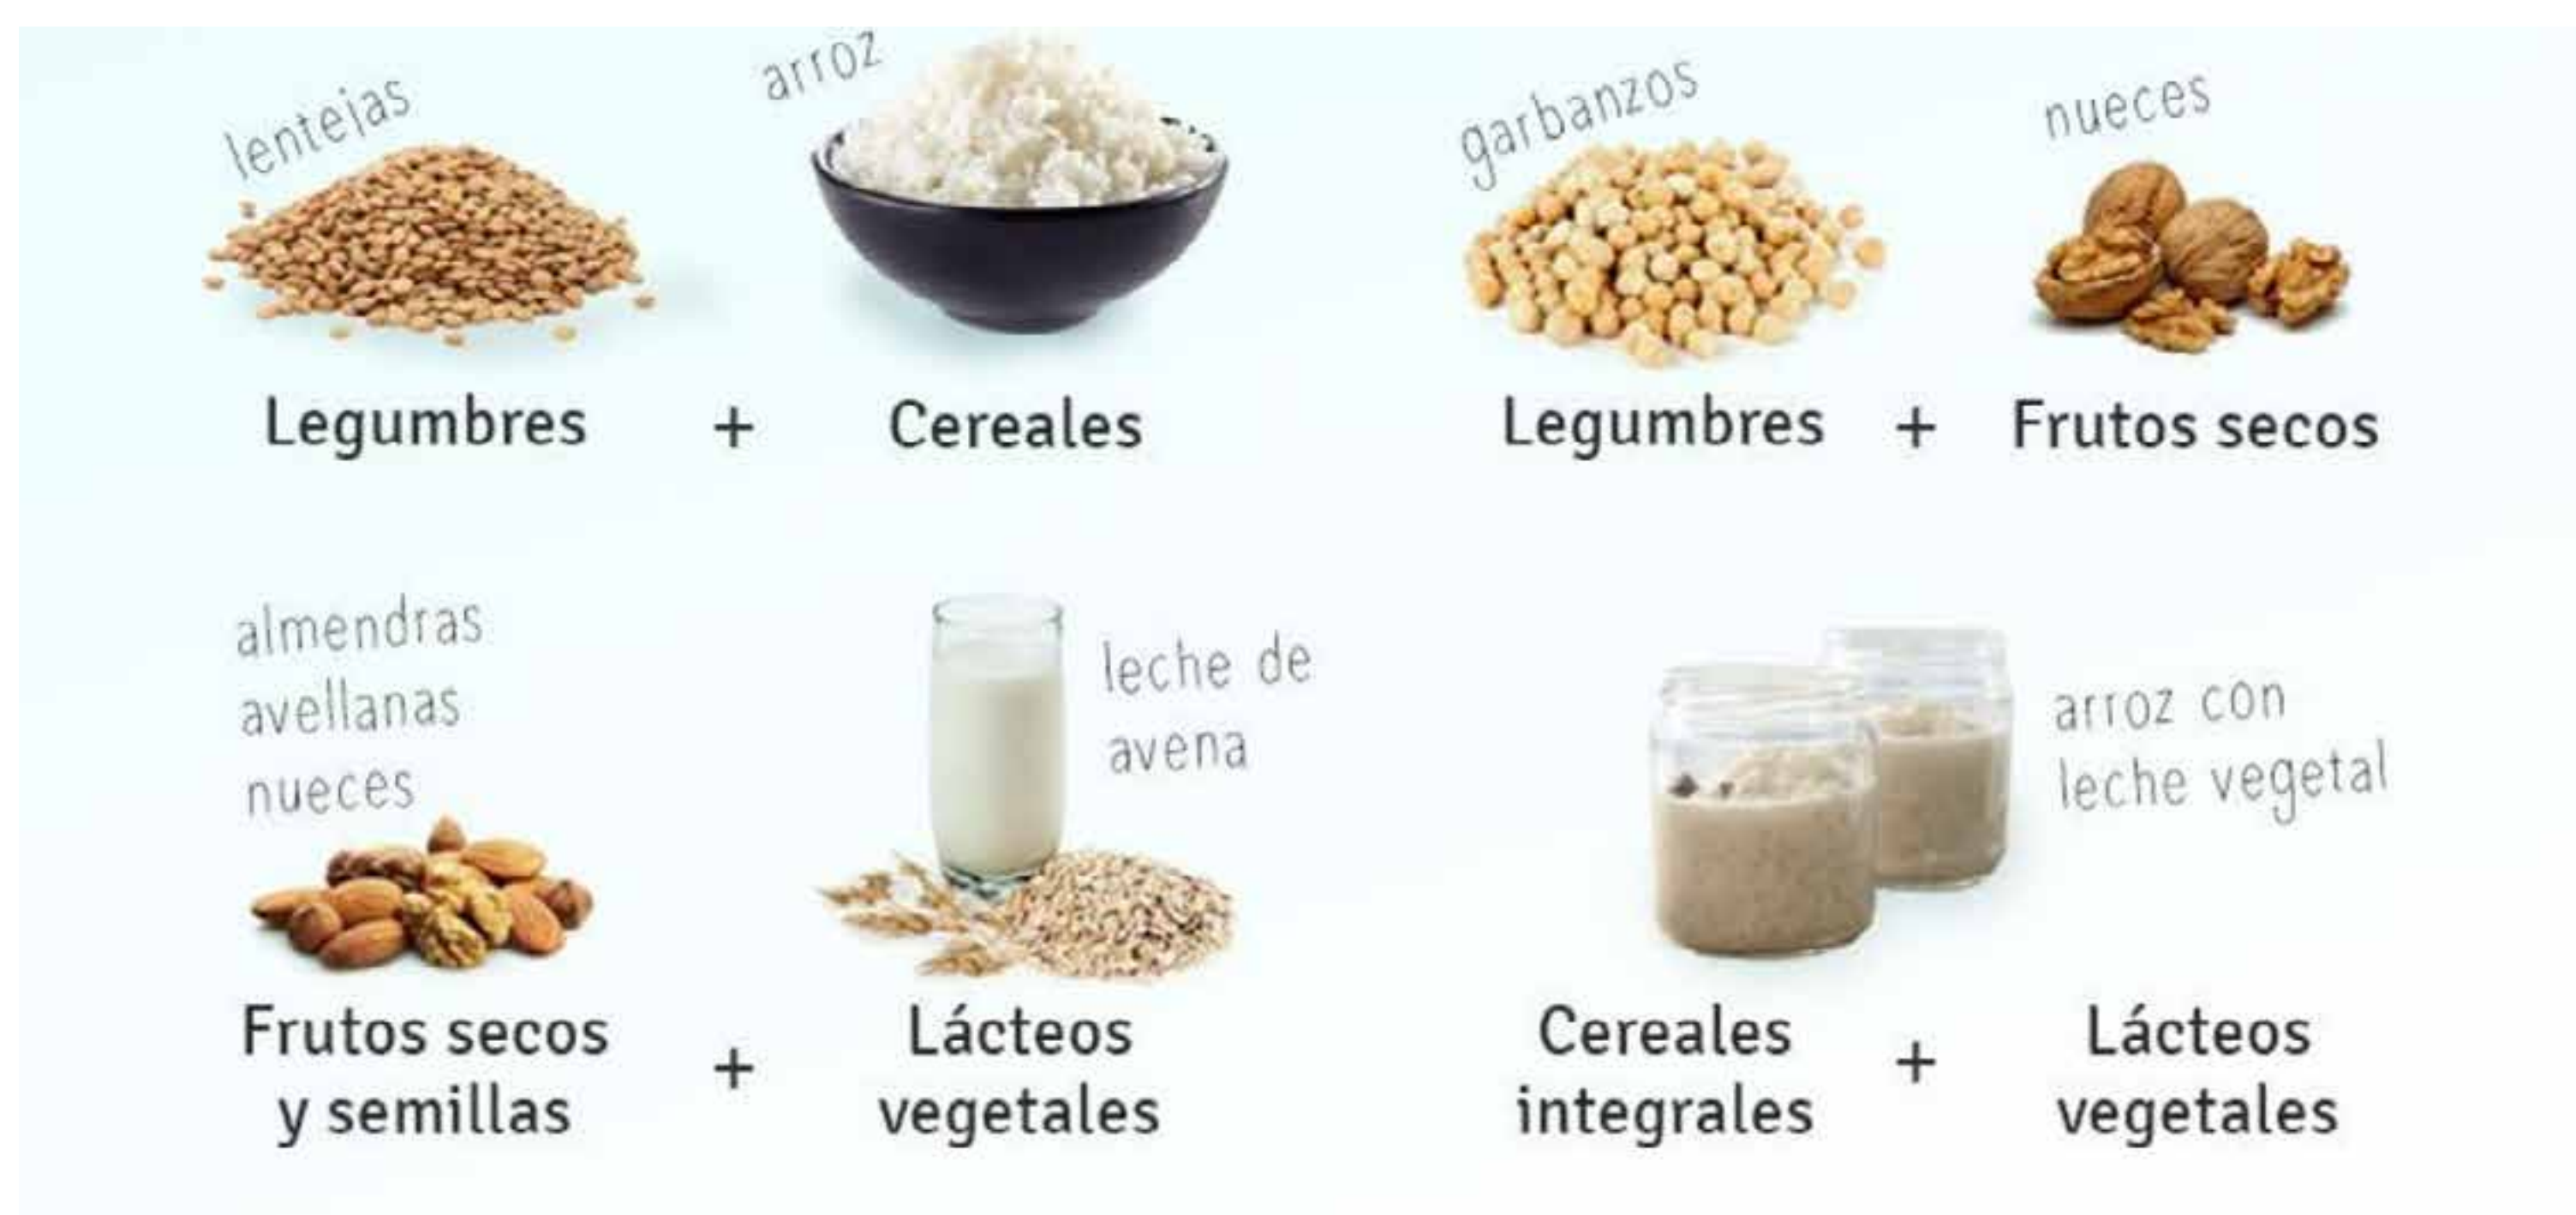 lentejas
arroz
Legumbres + Cereales
garbanzos
nueces
Legumbres + Frutos secos
almendras
avellanas
nueces
leche de
avena
Frutos secos
y semillas
+
Lácteos
vegetales
arroz con
leche vegetal
Cereales
integrales
+
Lácteos
vegetales